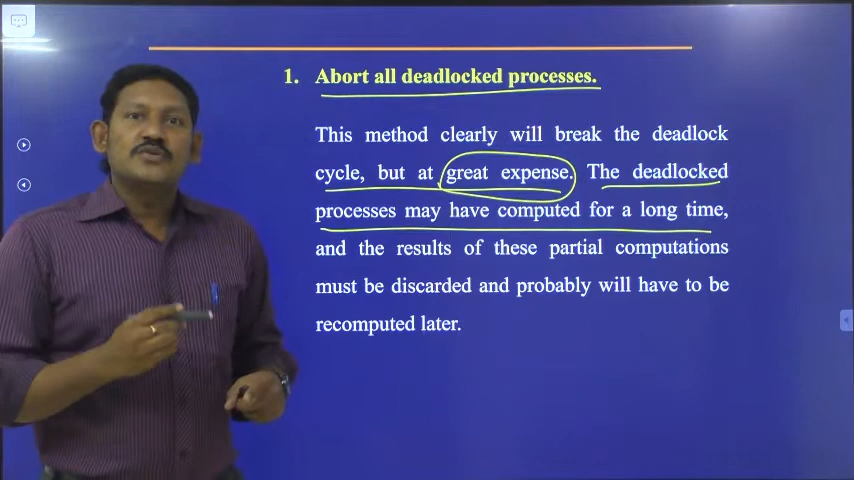 1. Abort all deadlocked processes.
This method clearly will break the deadlock
cycle, but at great expense. The deadlocked
processes may have computed for a long time,
and the results of these partial computations
must be discarded and probably will have to be
recomputed later.